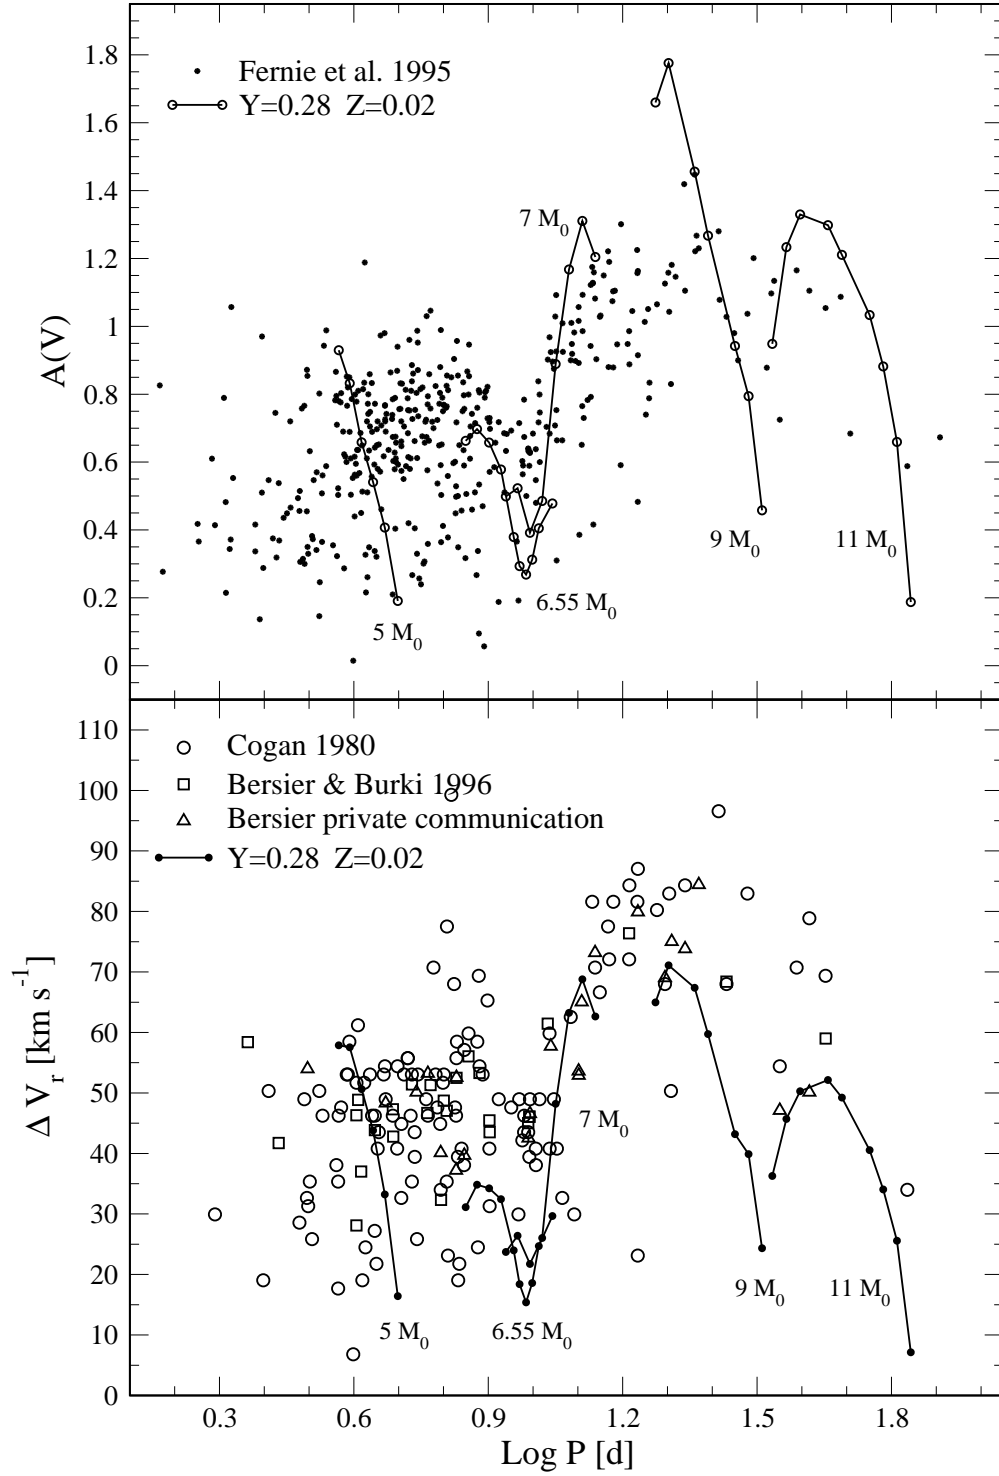 1.8
1.6
1.4
1.2
1
0.8
0.6
0.4
0.2
0
A(V)
Fernie et al. 1995
Y=0.28 Z=0.02
7 M0
9 M0
11 M0
6.55 M0
5 M0
110
100
90
80
70
60
50
40
30
20
10
0
Δ Vr [km s-1]
Cogan 1980
Bersier & Burki 1996
Bersier private communication
Y=0.28 Z=0.02
7 M0
9 M0
11 M0
5 M0
6.55 M0
0.3 0.6 0.9 1.2 1.5 1.8
Log P [d]